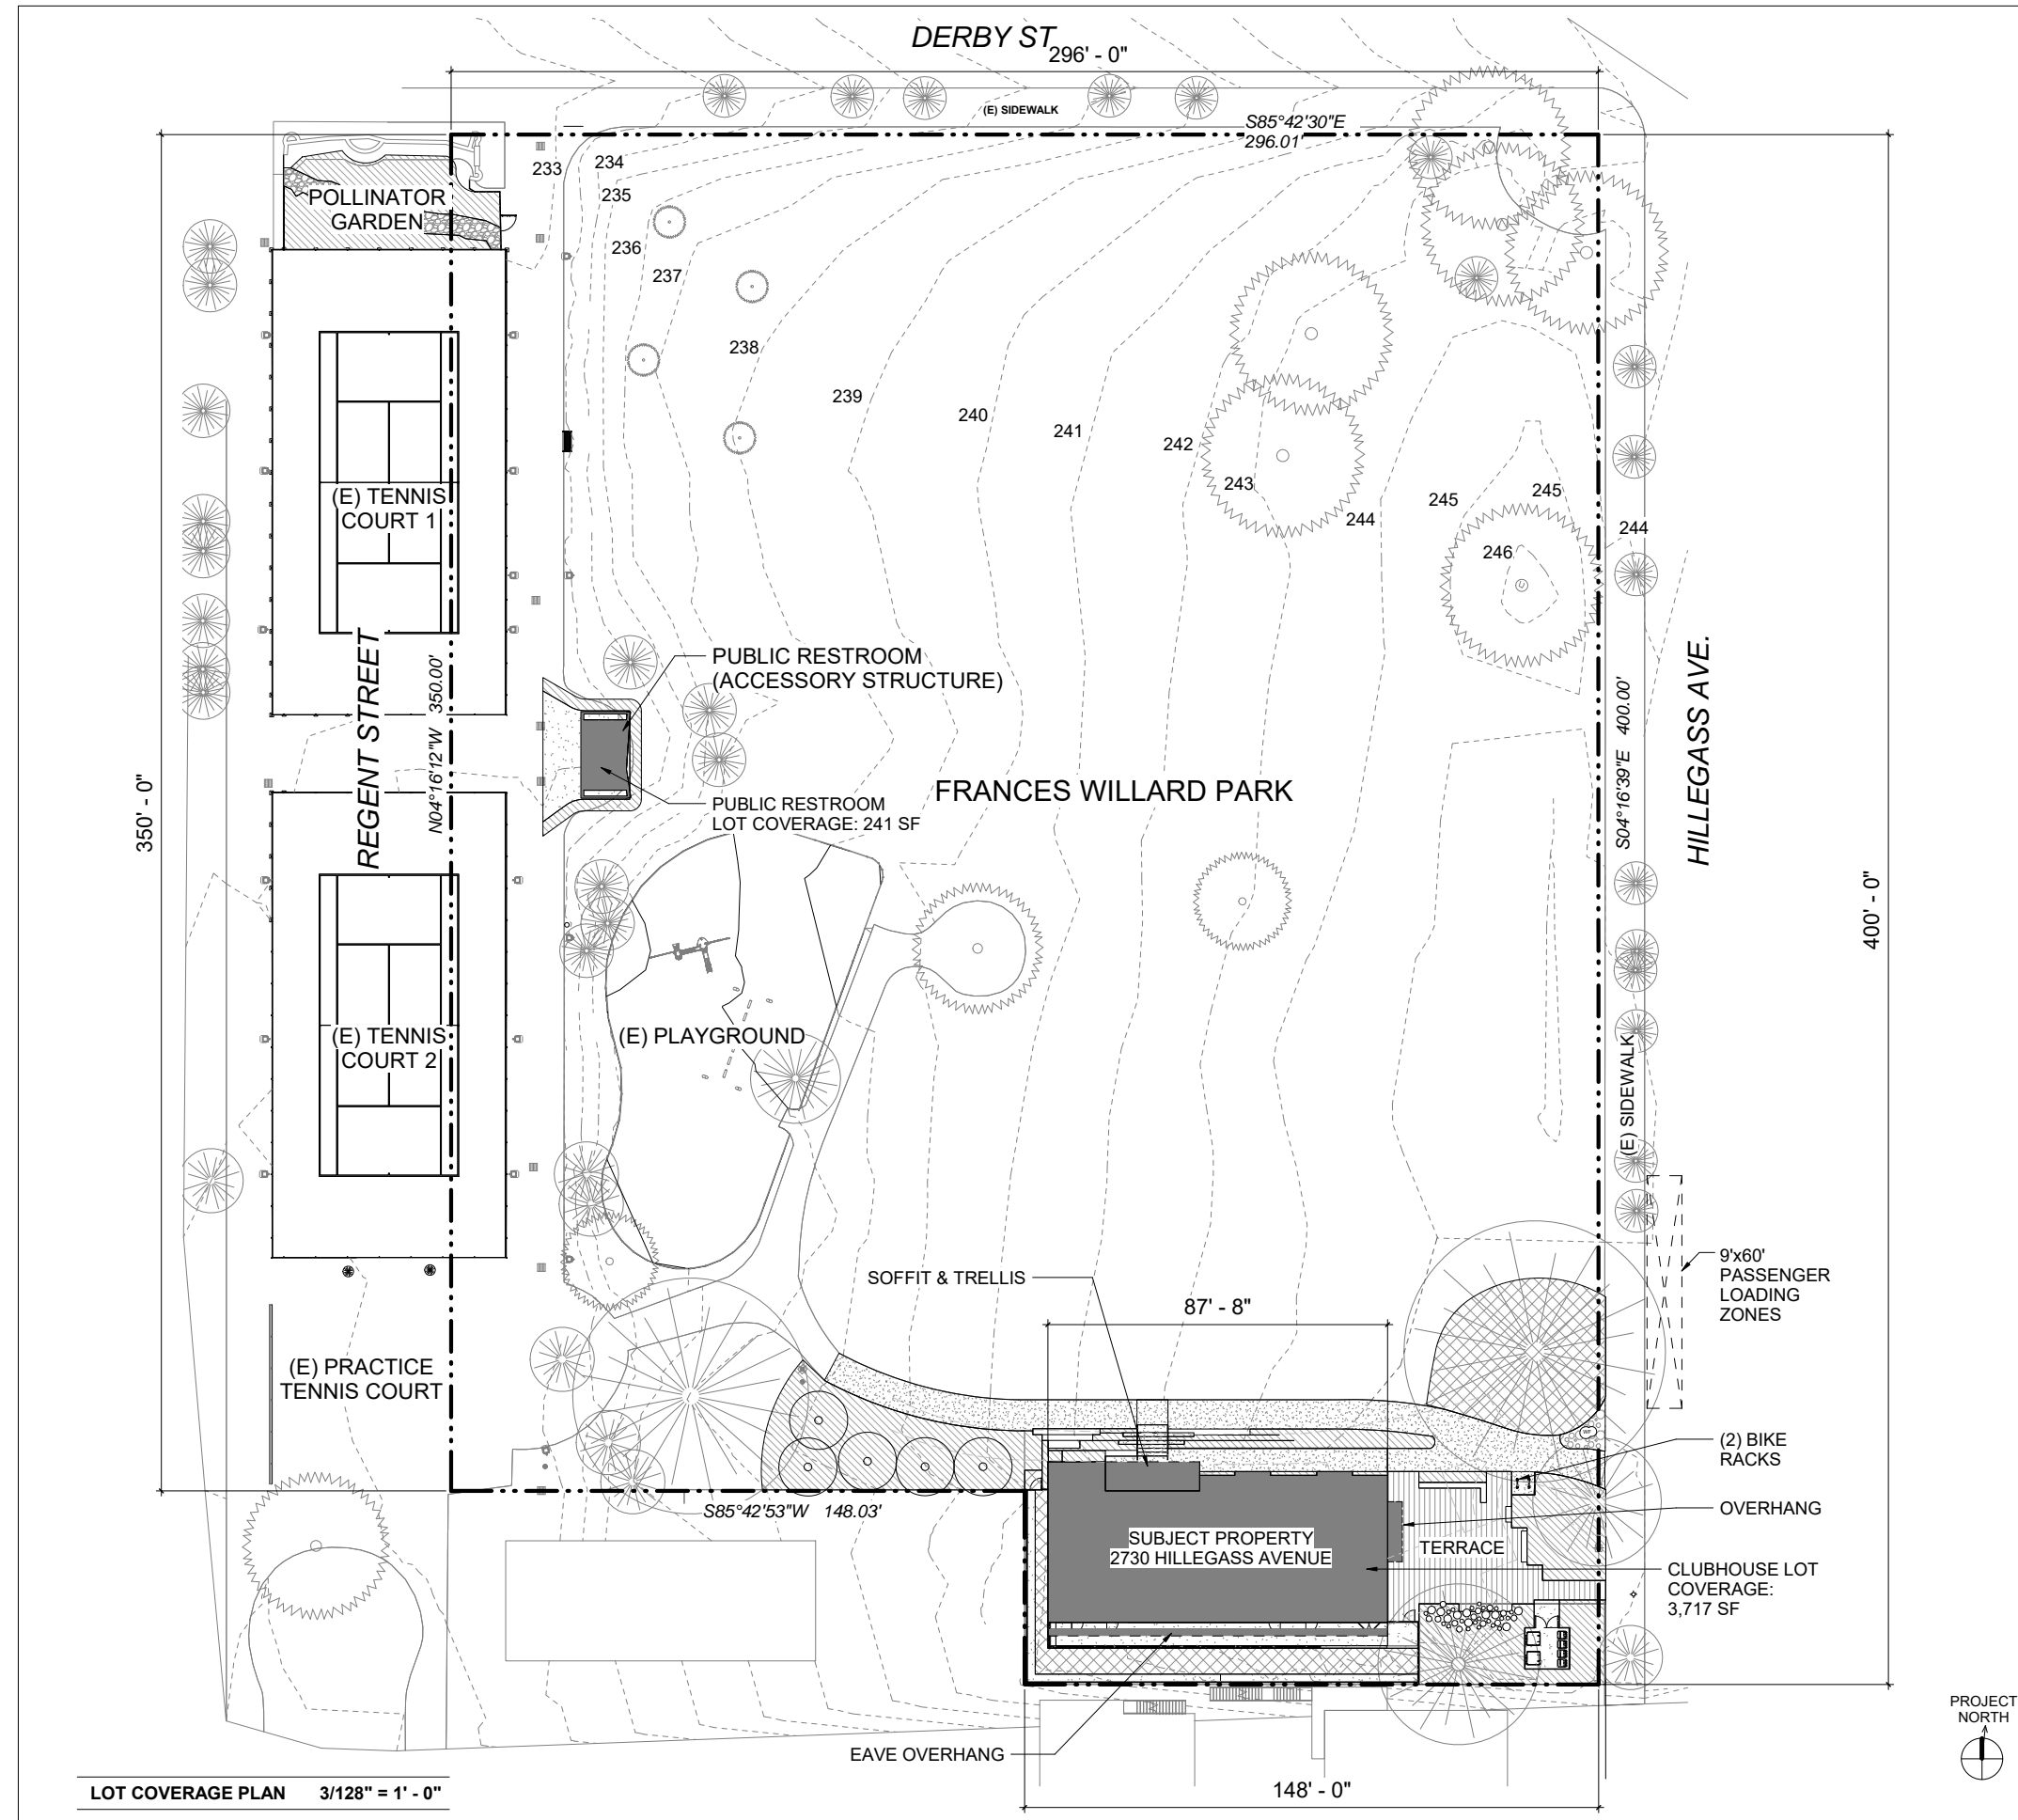 DERBY ST
296' - 0"
(E) SIDEWALK
S85°42'30"E
296.01'
233
234
235
236
237
238
239
240
241
242
243
244
245
245
246
244
POLLINATOR
GARDEN
(E) TENNIS
COURT 1
REGENT STREET
N04°16'12"W 350.00'
350' - 0"
PUBLIC RESTROOM
(ACCESSORY STRUCTURE)
PUBLIC RESTROOM
LOT COVERAGE: 241 SF
FRANCES WILLARD PARK
S04°16'39"E 400.00'
HILLEGASS AVE.
400' - 0"
(E) TENNIS
COURT 2
(E) PLAYGROUND
(E) SIDEWALK
9'x60'
PASSENGER
LOADING
ZONES
SOFFIT & TRELLIS
87' - 8"
(E) PRACTICE
TENNIS COURT
(2) BIKE
RACKS
S85°42'53"W 148.03'
OVERHANG
SUBJECT PROPERTY
2730 HILLEGASS AVENUE
TERRACE
CLUBHOUSE LOT
COVERAGE:
3,717 SF
EAVE OVERHANG
148' - 0"
PROJECT
NORTH
LOT COVERAGE PLAN 3/128" = 1' - 0"